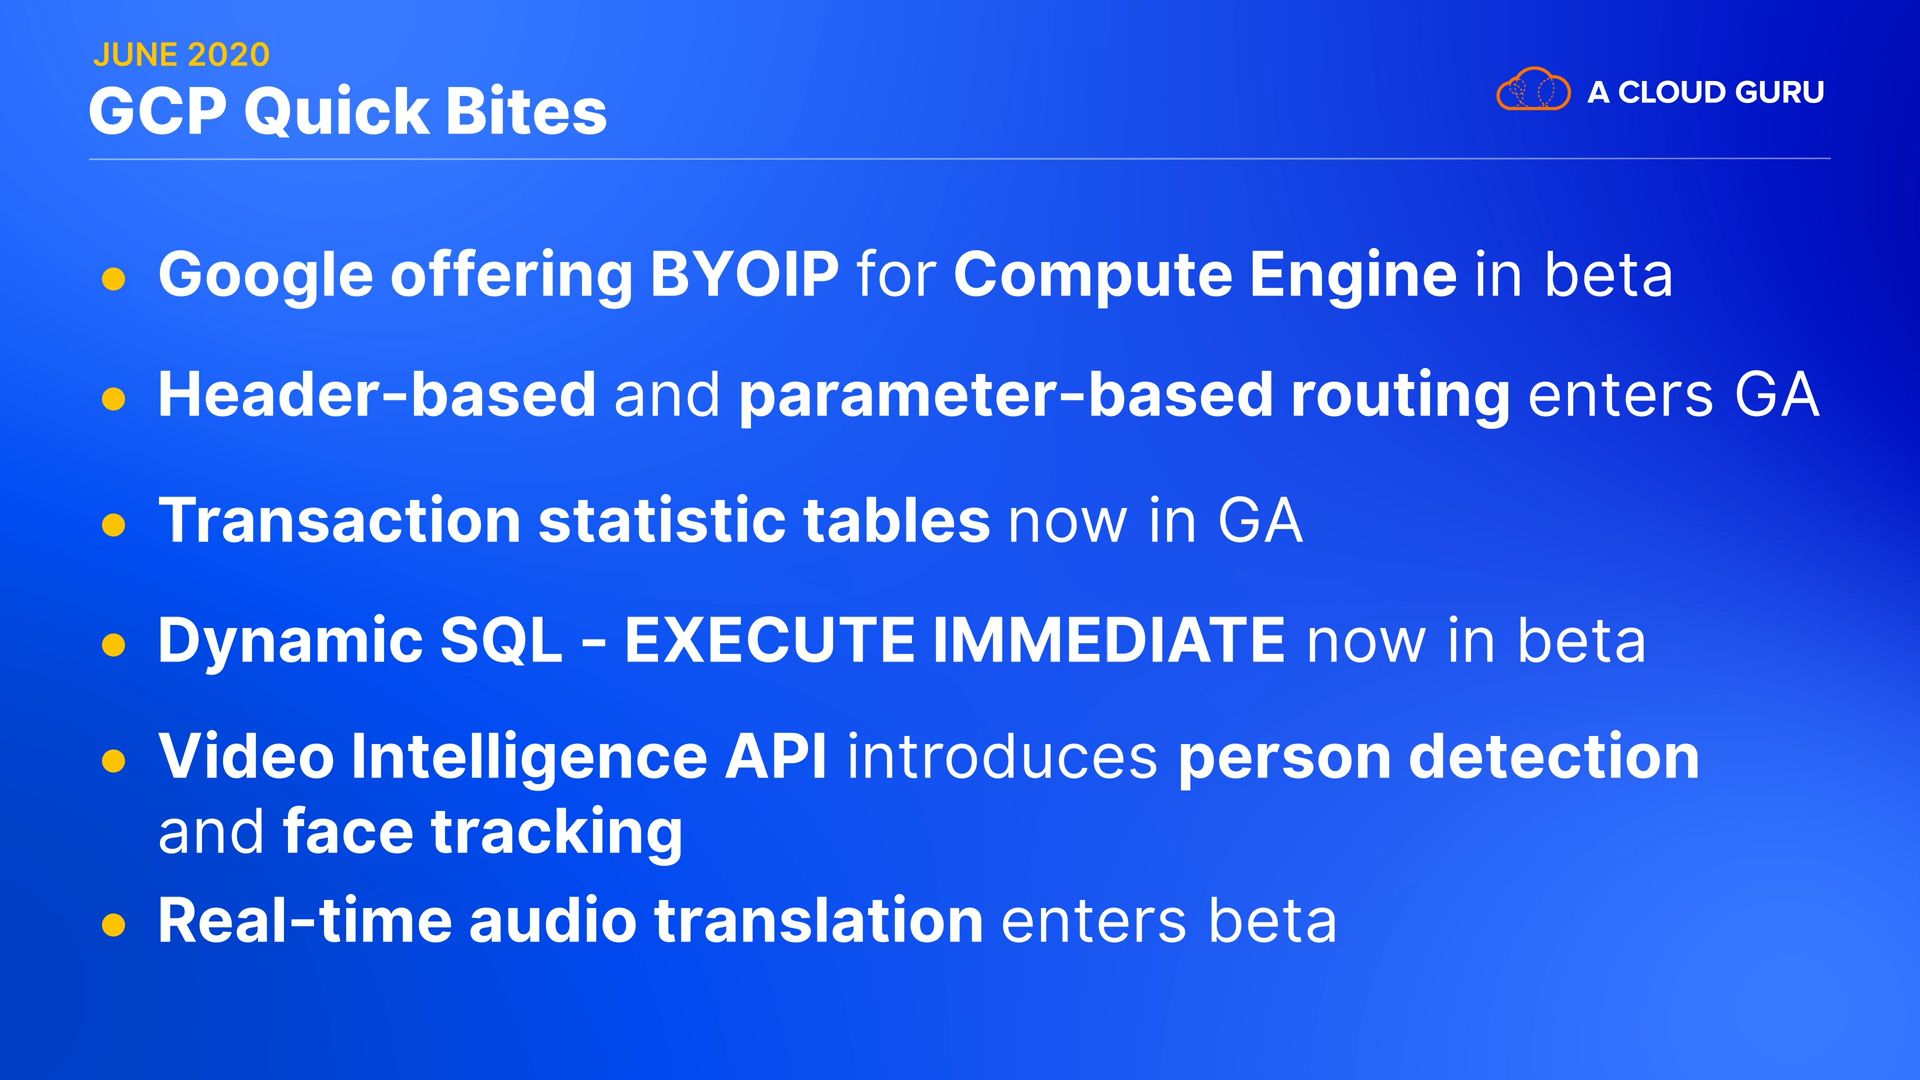 JUNE 2020
GCP Quick Bites
A CLOUD GURU
Google offering BYOIP for Compute Engine in beta
Header-based and parameter-based routing enters GA
Transaction statistic tables now in GA
Dynamic SQL - EXECUTE IMMEDIATE now in beta
Video Intelligence API introduces person detection
and face tracking
Real-time audio translation enters beta